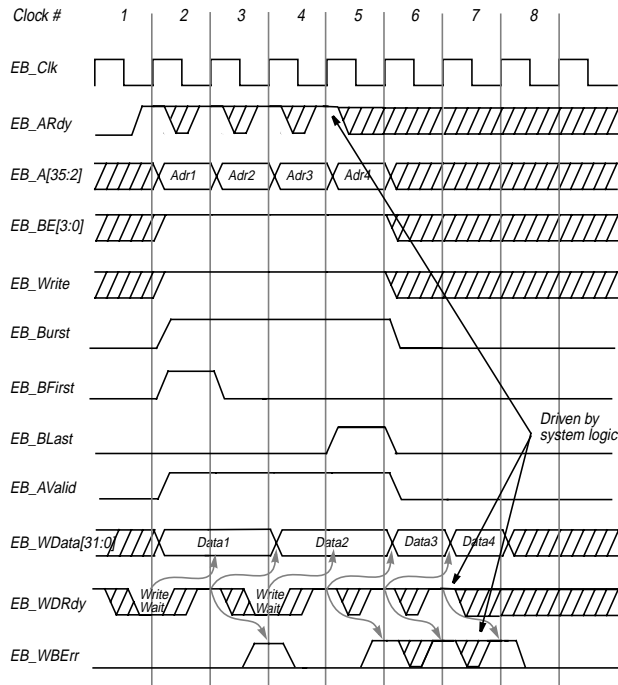 Clock # 1 2 3 4 5 6 7 8
EB_Clk
EB_ARdy
EB_A[35:2] Adr1 Adr2 Adr3 Adr4
EB_BE[3:0]
EB_Write
EB_Burst
EB_BFirst
Driven by
system logic
EB_BLast
EB_AValid
EB_WData[31:0] Data1 Data2 Data3 Data4
EB_WDRdy Write Wait Write Wait
EB_WBErr